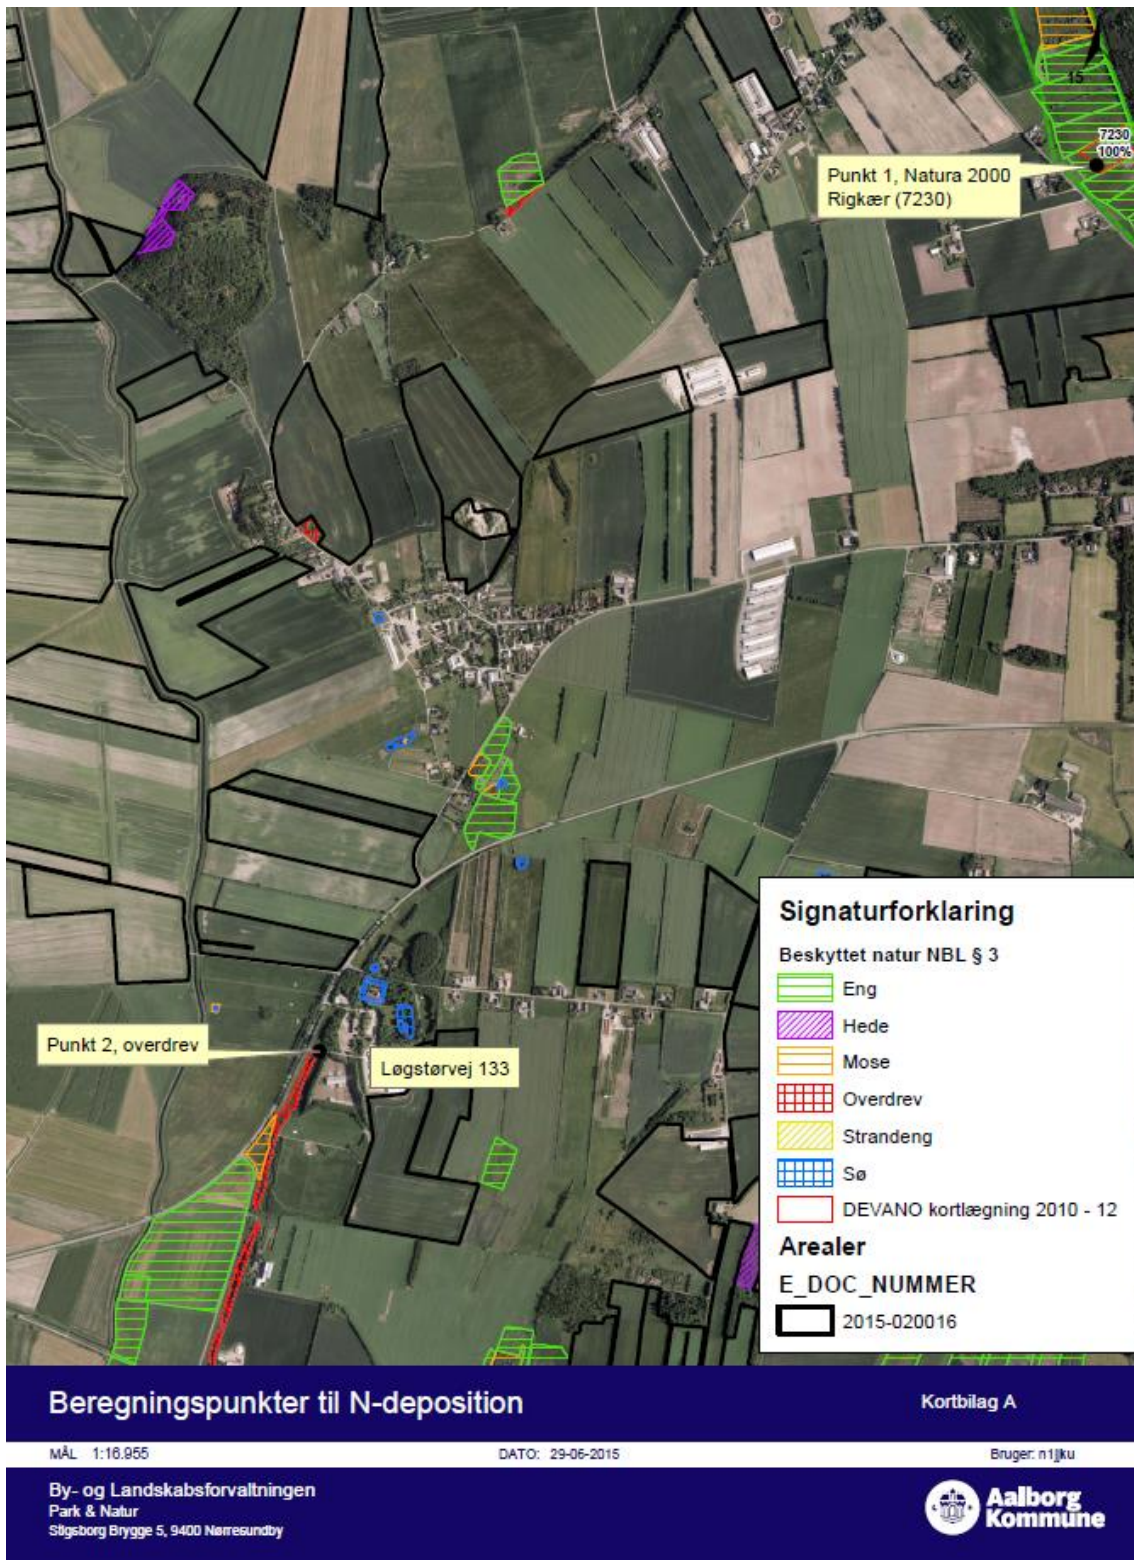 15
7230
100%
Punkt 1, Natura 2000
Rigkær (7230)
Punkt 2, overdrev
Løgstørvej 133
Signaturforklaring
Beskyttet natur NBL § 3
Eng
Hede
Mose
Overdrev
Strandeng
Sø
DEVANO kortlægning 2010 - 12
Arealer
E_DOC_NUMMER
2015-020016
Beregningspunkter til N-deposition
Kortbilag A
MÅL 1:16.955
DATO: 29-06-2015
Bruger: n1jjku
By- og Landskabsforvaltningen
Park & Natur
Stigsborg Brygge 5, 9400 Nørresundby
Aalborg
Kommune